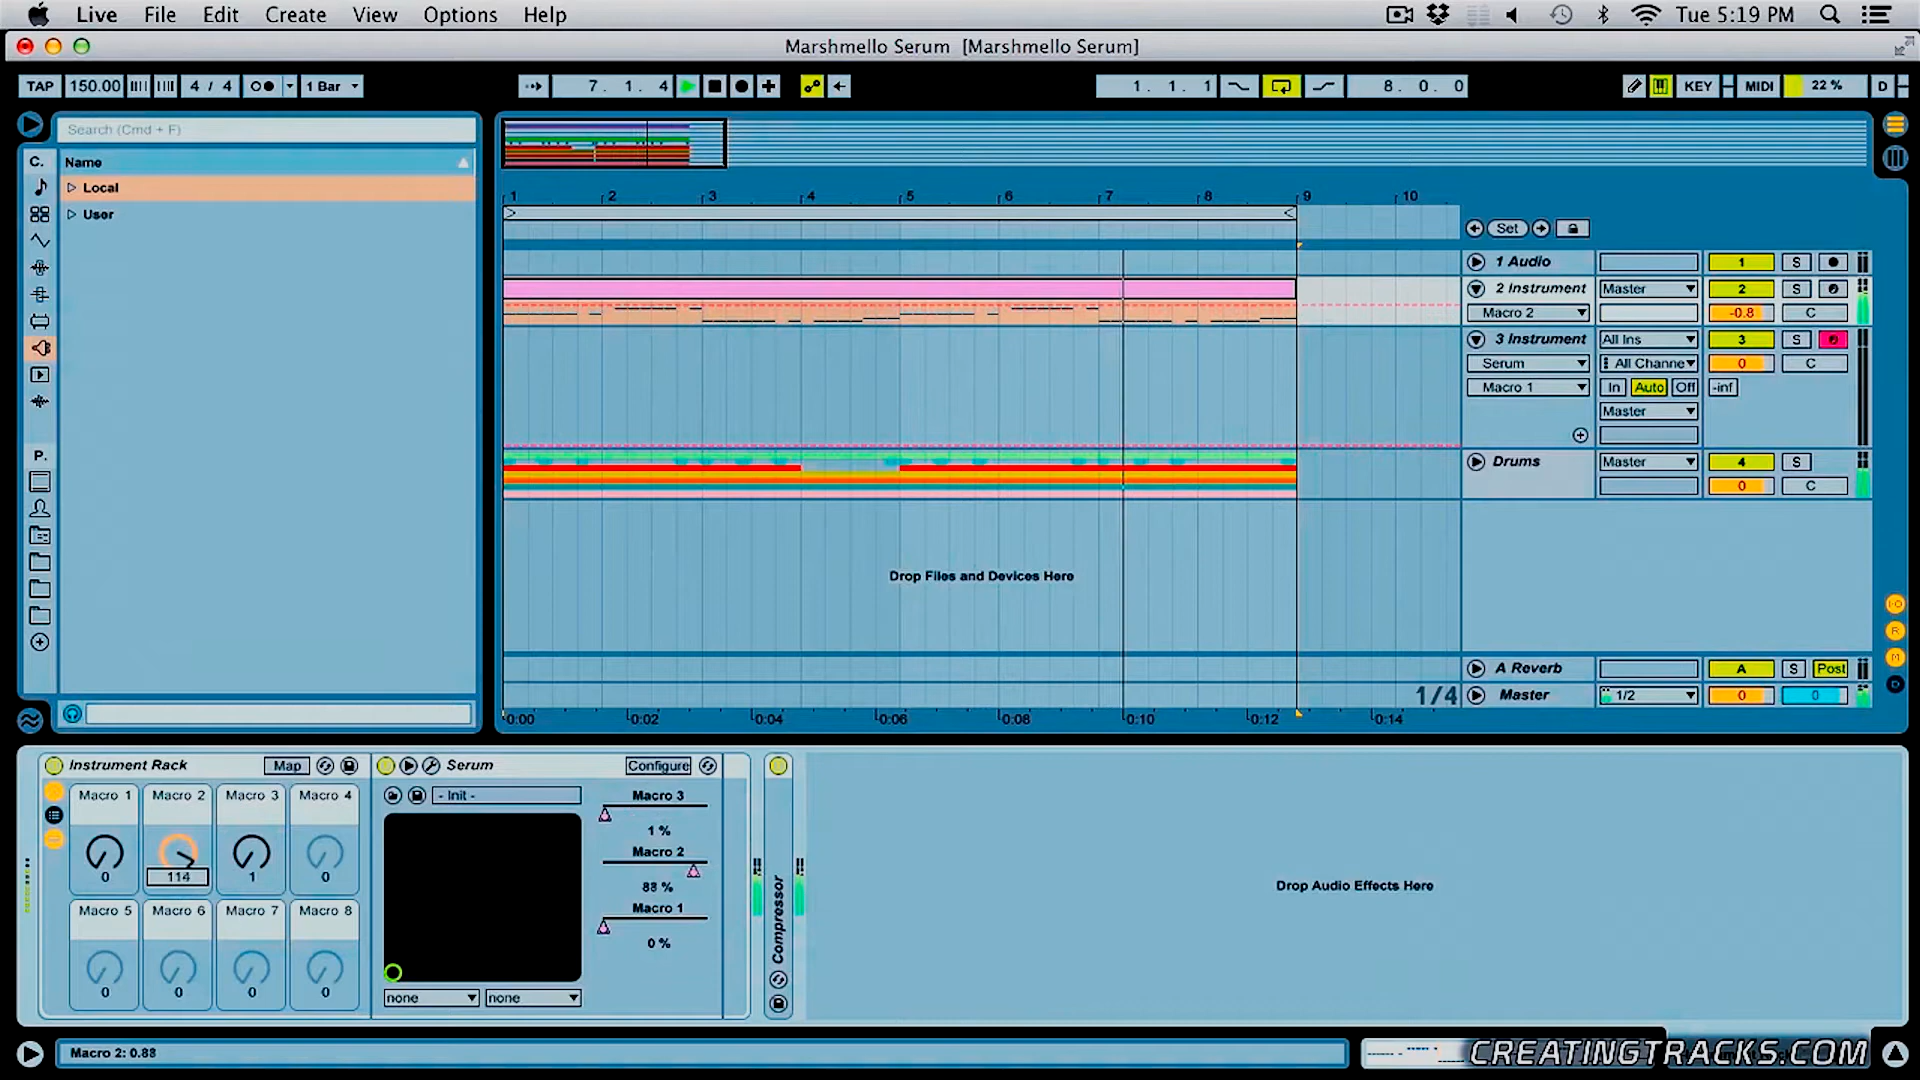 Live File Edit Create View Options Help Tue 5:19 PM
Marshmello Serum [Marshmello Serum]
TAP 150.00 4 / 4 1 Bar 7. 1. 4 1. 1. 1 8. 0. 0 KEY MIDI 22 % D
Search (Cmd + F)
C. Name
Local
User
P.
1 2 3 4 5 6 7 8 9 10
Set
1 Audio 1 S
2 Instrument Master 2 S
Macro 2 -0.8 C
3 Instrument All Ins 3 S
Serum All Channe 0 C
Macro 1 In Auto Off -inf
Master
Drums Master 4 S
0 C
Drop Files and Devices Here
A Reverb A S Post
1/4 Master 1/2 0 0
0:00 0:02 0:04 0:06 0:08 0:10 0:12 0:14
Instrument Rack Map Serum Configure
Macro 1 Macro 2 Macro 3 Macro 4
0 114 1 0
Macro 5 Macro 6 Macro 7 Macro 8
0 0 0 0
- Init -
none none
Macro 3
1 %
Macro 2
88 %
Macro 1
0 %
Compressor
Drop Audio Effects Here
Macro 2: 0.88
CREATINGTRACKS.COM